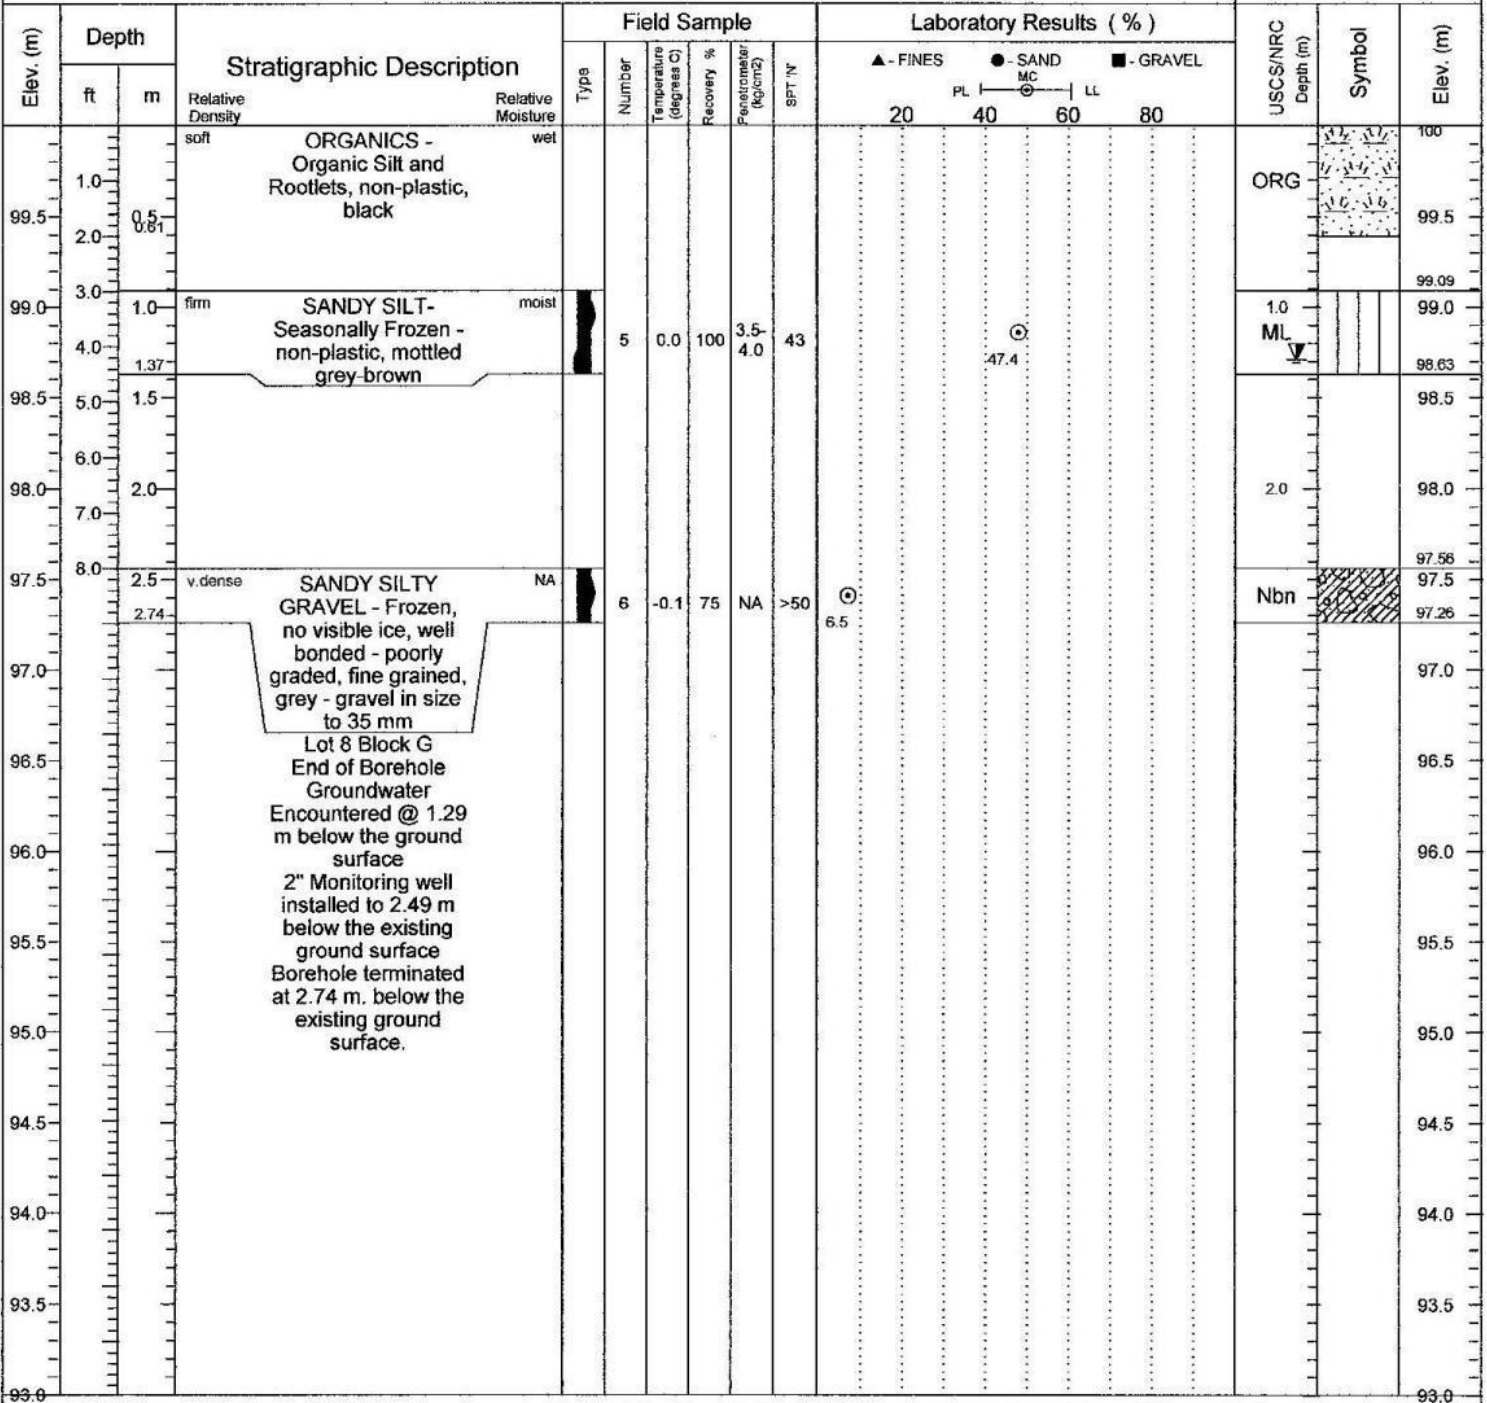 Elev. (m)
Depth
ft
m
Stratigraphic Description
Relative Density
Relative Moisture
Field Sample
Type
Number
Temperature (degrees C)
Recovery %
Penetrometer (kg/cm2)
SPT 'N'
Laboratory Results ( % )
▲ - FINES ● - SAND ■ - GRAVEL
MC
PL LL
20 40 60 80
USCS/NRC
Depth (m)
Symbol
Elev. (m)
soft
ORGANICS -
wet
Organic Silt and
Rootlets, non-plastic,
black
1.0
99.5
0.5
0.61
2.0
ORG
100
99.5
99.09
3.0
99.0
1.0
firm
SANDY SILT-
moist
Seasonally Frozen -
non-plastic, mottled
grey-brown
4.0
1.37
5 0.0 100 3.5-4.0 43
47.4
1.0
ML
99.0
98.63
98.5
5.0
1.5
98.5
6.0
98.0
2.0
2.0
98.0
7.0
97.56
8.0
97.5
2.5
v.dense
SANDY SILTY
NA
GRAVEL - Frozen,
no visible ice, well
bonded - poorly
graded, fine grained,
grey - gravel in size
to 35 mm
2.74
6 -0.1 75 NA >50
6.5
Nbn
97.5
97.26
97.0
97.0
Lot 8 Block G
End of Borehole
Groundwater
Encountered @ 1.29
m below the ground
surface
2" Monitoring well
installed to 2.49 m
below the existing
ground surface
Borehole terminated
at 2.74 m. below the
existing ground
surface.
96.5
96.5
96.0
96.0
95.5
95.5
95.0
95.0
94.5
94.5
94.0
94.0
93.5
93.5
93.0
93.0